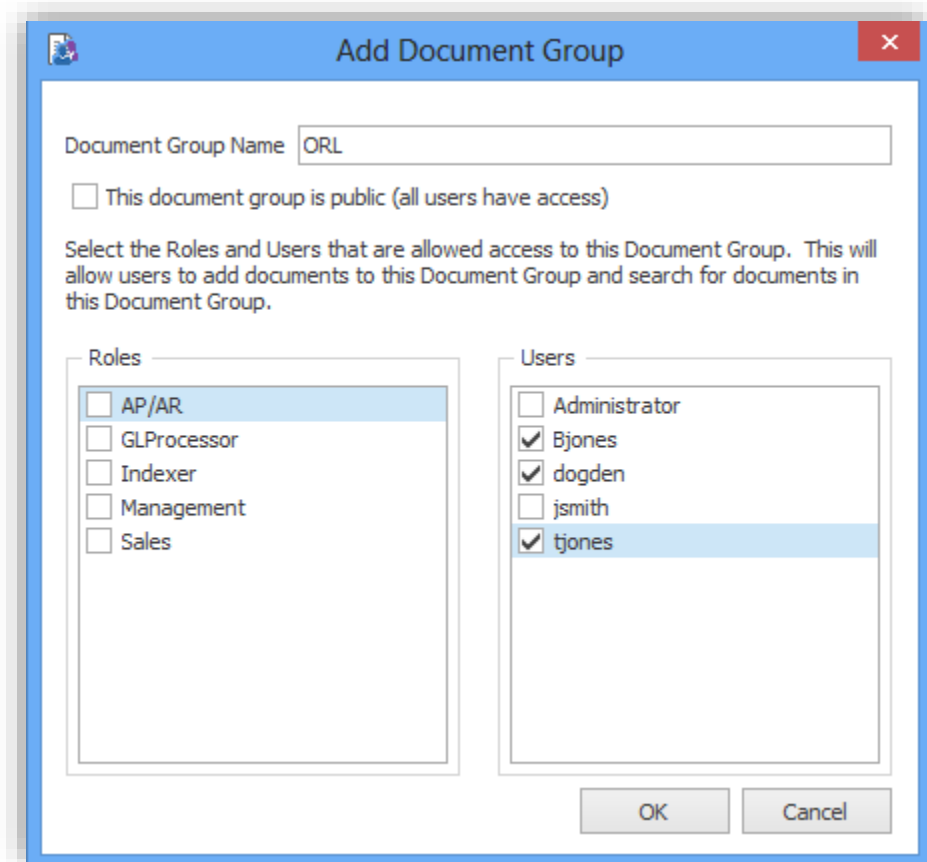 Add Document Group
Document Group Name ORL
This document group is public (all users have access)
Select the Roles and Users that are allowed access to this Document Group. This will
allow users to add documents to this Document Group and search for documents in
this Document Group.
Roles
AP/AR
GLProcessor
Indexer
Management
Sales
Users
Administrator
Bjones
dogden
jsmith
tjones
OK
Cancel